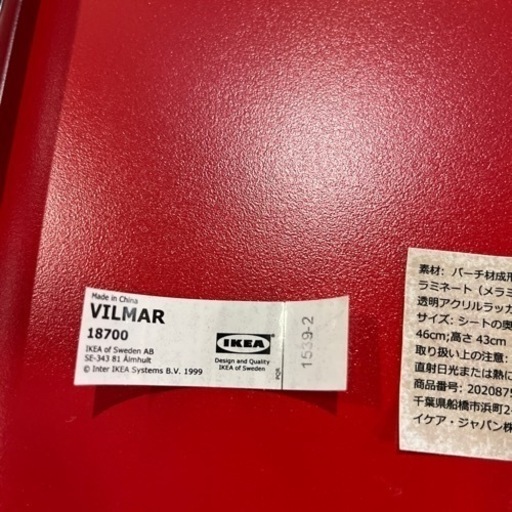 Made in China
VILMAR
18700
IKEA of Sweden AB
SE-343 81 Älmhult
© Inter IKEA Systems B.V. 1999
IKEA
Design and Quality
IKEA of Sweden
PQR
1539-2
素材: バーチ材成形
ラミネート（メラミ
透明アクリルラッカ
サイズ: シートの奥
46cm;高さ 43cm
取り扱い上の注意:
直射日光または熱に
商品番号: 2020875
千葉県船橋市浜町2-
イケア・ジャパン株